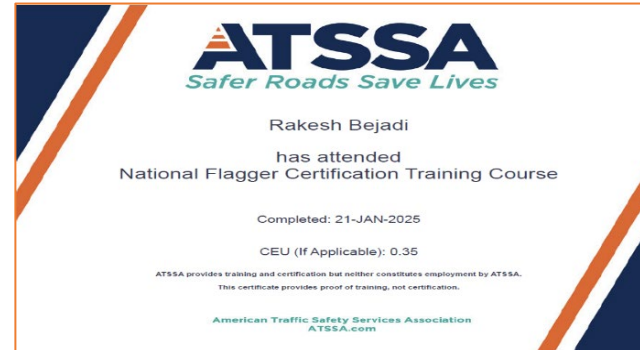 ATSSA
Safer Roads Save Lives
Rakesh Bejadi
has attended
National Flagger Certification Training Course
Completed: 21-JAN-2025
CEU (If Applicable): 0.35
ATSSA provides training and certification but neither constitutes employment by ATSSA.
This certificate provides proof of training, not certification.
American Traffic Safety Services Association
ATSSA.com